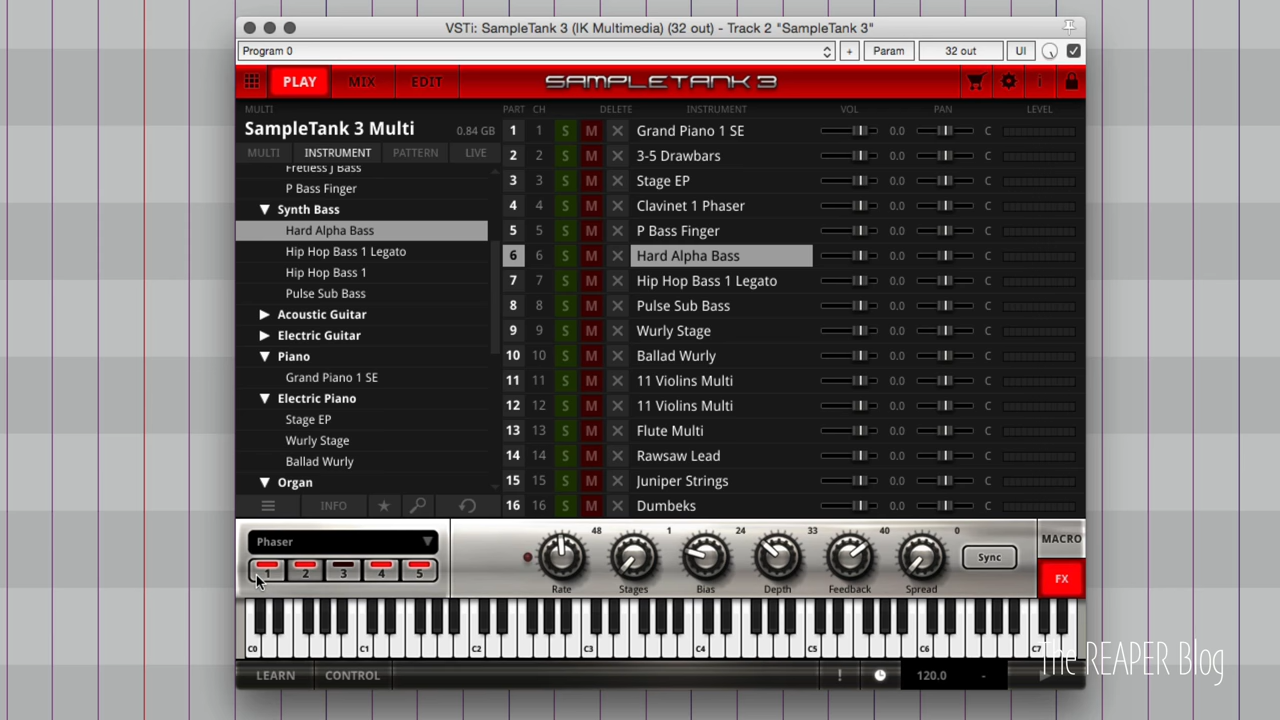 VSTi: SampleTank 3 (IK Multimedia) (32 out) - Track 2 "SampleTank 3"
Program 0 + Param 32 out UI
PLAY MIX EDIT SAMPLETANK 3 i
MULTI PART CH DELETE INSTRUMENT VOL PAN LEVEL
SampleTank 3 Multi 0.84 GB
MULTI INSTRUMENT PATTERN LIVE
Fretless J Bass
P Bass Finger
Synth Bass
Hard Alpha Bass
Hip Hop Bass 1 Legato
Hip Hop Bass 1
Pulse Sub Bass
Acoustic Guitar
Electric Guitar
Piano
Grand Piano 1 SE
Electric Piano
Stage EP
Wurly Stage
Ballad Wurly
Organ
INFO
1 1 S M Grand Piano 1 SE 0.0 C
2 2 S M 3-5 Drawbars 0.0 C
3 3 S M Stage EP 0.0 C
4 4 S M Clavinet 1 Phaser 0.0 C
5 5 S M P Bass Finger 0.0 C
6 6 S M Hard Alpha Bass 0.0 C
7 7 S M Hip Hop Bass 1 Legato 0.0 C
8 8 S M Pulse Sub Bass 0.0 C
9 9 S M Wurly Stage 0.0 C
10 10 S M Ballad Wurly 0.0 C
11 11 S M 11 Violins Multi 0.0 C
12 12 S M 11 Violins Multi 0.0 C
13 13 S M Flute Multi 0.0 C
14 14 S M Rawsaw Lead 0.0 C
15 15 S M Juniper Strings 0.0 C
16 16 S M Dumbeks 0.0 C
Phaser
1 2 3 4 5
48 1 24 33 40 0
Rate Stages Bias Depth Feedback Spread
Sync
MACRO
FX
C0 C1 C2 C3 C4 C5 C6 C7
LEARN CONTROL ! 120.0 -
The REAPER Blog